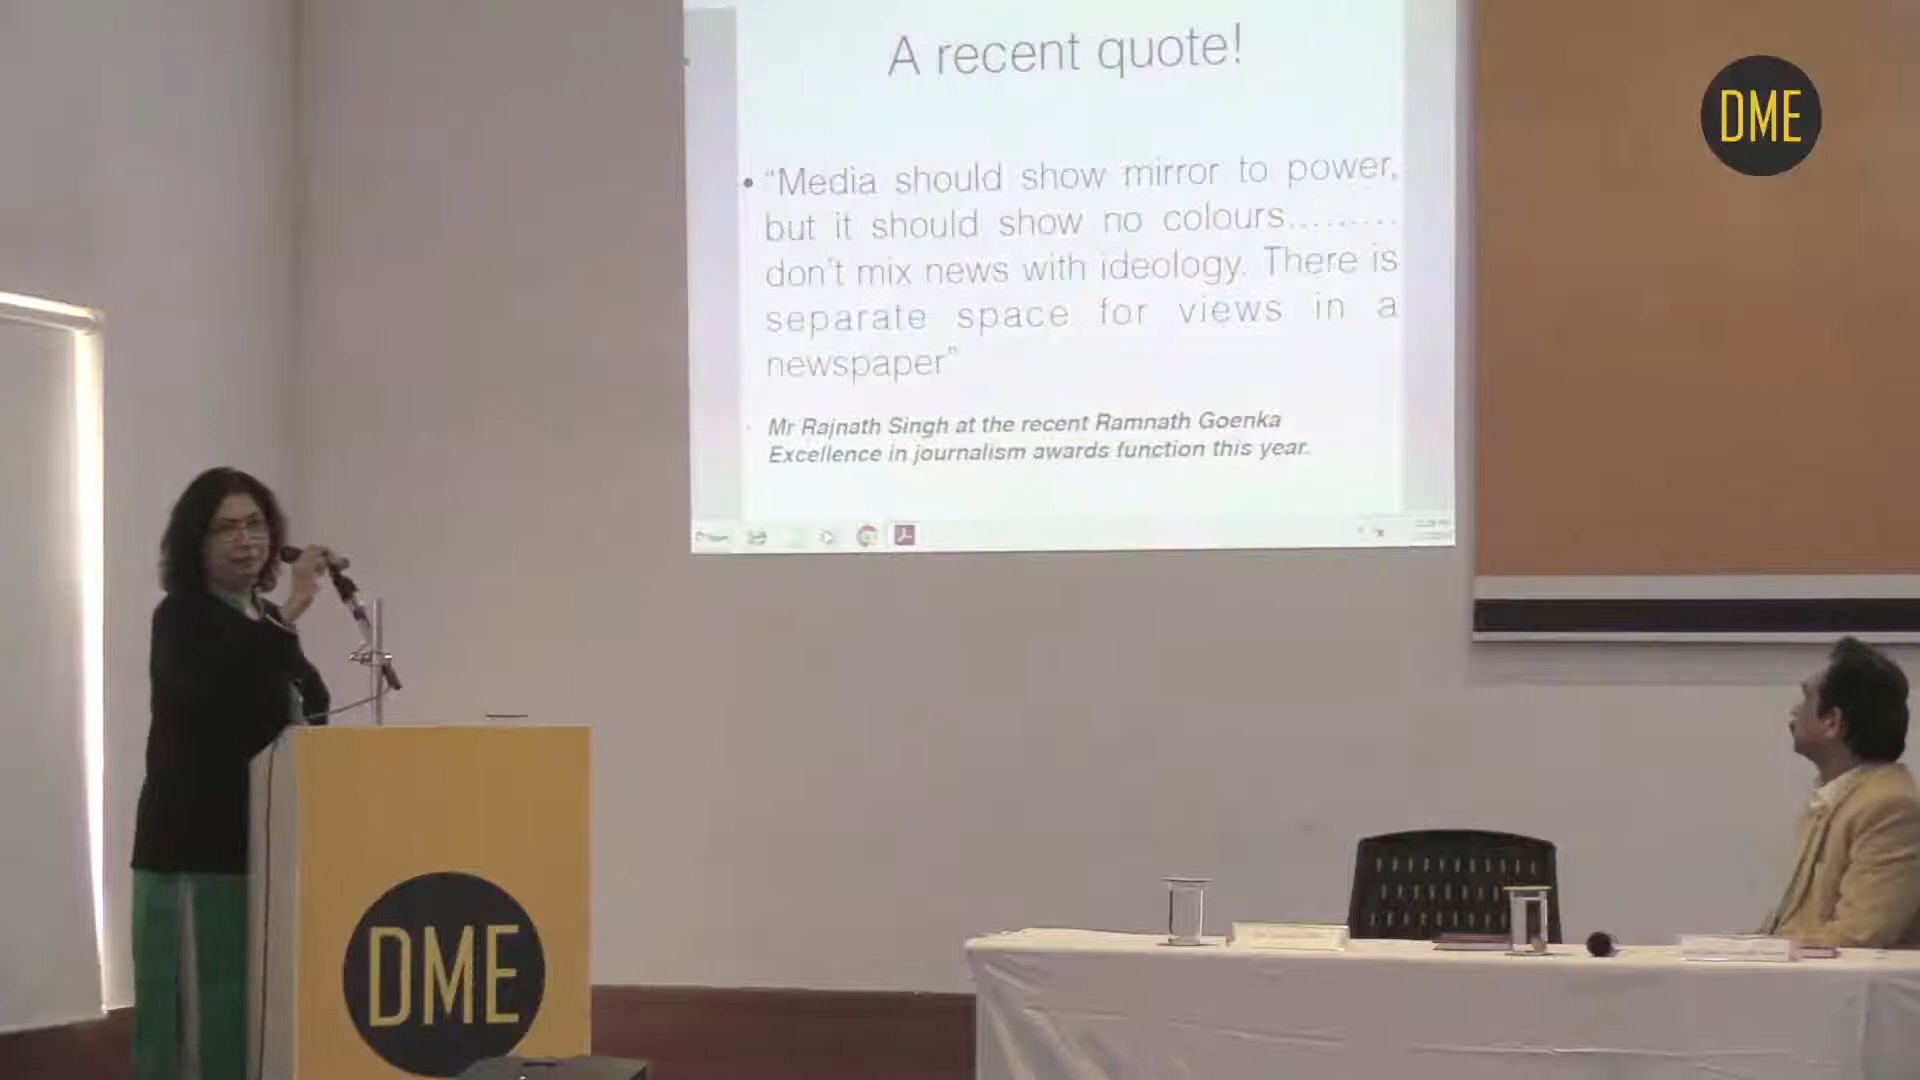 A recent quote!
DME
• “Media should show mirror to power,
but it should show no colours.........
don't mix news with ideology. There is
separate space for views in a
newspaper”
Mr Rajnath Singh at the recent Ramnath Goenka
Excellence in journalism awards function this year.
DME